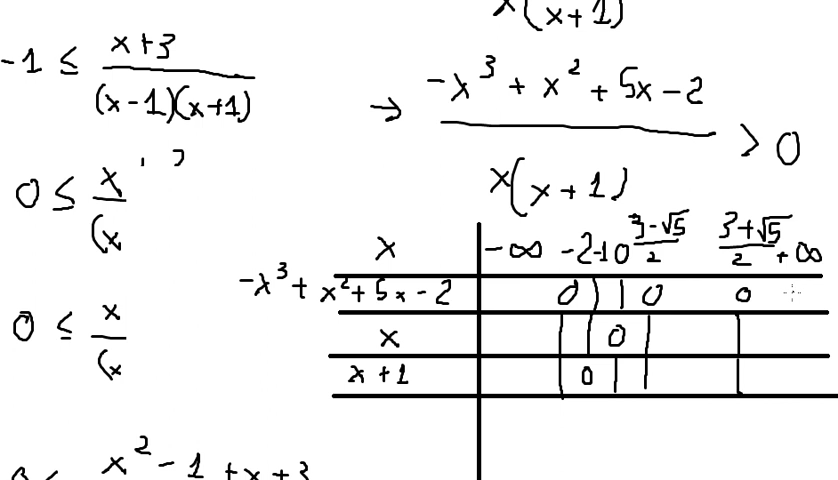 -1 ≤ (x+3)/((x-1)(x+1))
0 ≤ x/(x
0 ≤ x/(x
x² - 1 + x + 3
x(x+1)
→ (-x³ + x² + 5x - 2)/(x(x+1)) > 0
x -∞ -2 -1 0 (3-√5)/2 (3+√5)/2 +∞
-x³ + x² + 5x - 2 0 | | 0 0
x 0
x + 1 0